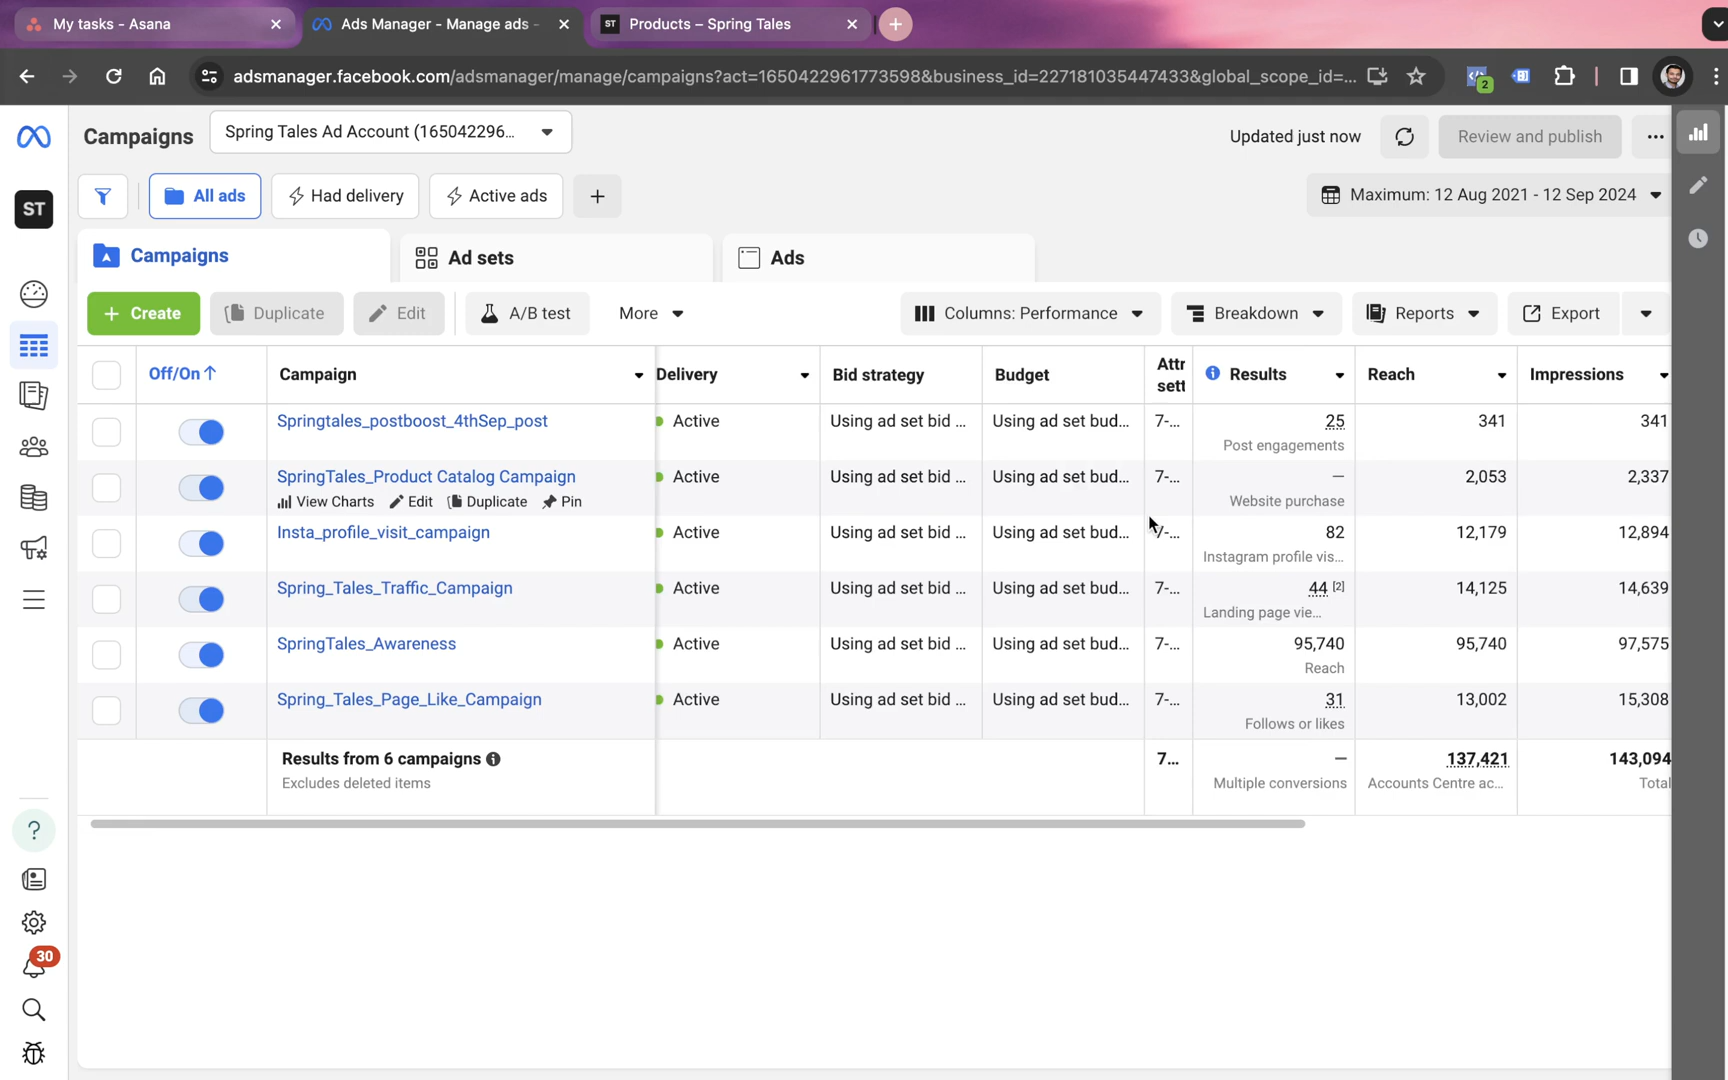 My tasks - Asana
Ads Manager - Manage ads -
ST Products – Spring Tales
adsmanager.facebook.com/adsmanager/manage/campaigns?act=1650422961773598&business_id=227181035447433&global_scope_id=...
2
Campaigns
Spring Tales Ad Account (165042296...
Updated just now
Review and publish
ST
All ads
Had delivery
Active ads
Maximum: 12 Aug 2021 - 12 Sep 2024
Campaigns
Ad sets
Ads
+ Create
Duplicate
Edit
A/B test
More
Columns: Performance
Breakdown
Reports
Export
Off/On↑
Campaign
Delivery
Bid strategy
Budget
Attr
sett
Results
Reach
Impressions
Springtales_postboost_4thSep_post
Active
Using ad set bid ...
Using ad set bud...
7-...
25
Post engagements
341
341
SpringTales_Product Catalog Campaign
View Charts
Edit
Duplicate
Pin
Active
Using ad set bid ...
Using ad set bud...
7-...
—
Website purchase
2,053
2,337
Insta_profile_visit_campaign
Active
Using ad set bid ...
Using ad set bud...
7-...
82
Instagram profile vis...
12,179
12,894
Spring_Tales_Traffic_Campaign
Active
Using ad set bid ...
Using ad set bud...
7-...
44 [2]
Landing page vie...
14,125
14,639
SpringTales_Awareness
Active
Using ad set bid ...
Using ad set bud...
7-...
95,740
Reach
95,740
97,575
Spring_Tales_Page_Like_Campaign
Active
Using ad set bid ...
Using ad set bud...
7-...
31
Follows or likes
13,002
15,308
Results from 6 campaigns
Excludes deleted items
7...
—
Multiple conversions
137,421
Accounts Centre ac...
143,094
Total
?
30